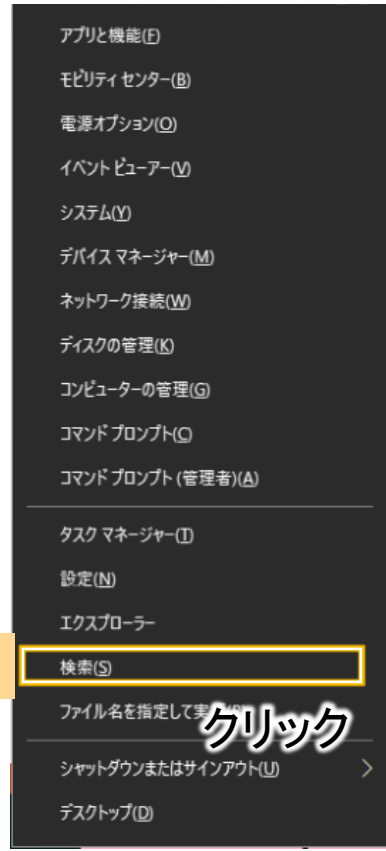 アプリと機能(F)
モビリティ センター(B)
電源オプション(O)
イベント ビューアー(V)
システム(Y)
デバイス マネージャー(M)
ネットワーク接続(W)
ディスクの管理(K)
コンピューターの管理(G)
コマンド プロンプト(C)
コマンド プロンプト (管理者)(A)
タスク マネージャー(T)
設定(N)
エクスプローラー
検索(S)
ファイル名を指定して実
クリック
シャットダウンまたはサインアウト(U)
デスクトップ(D)